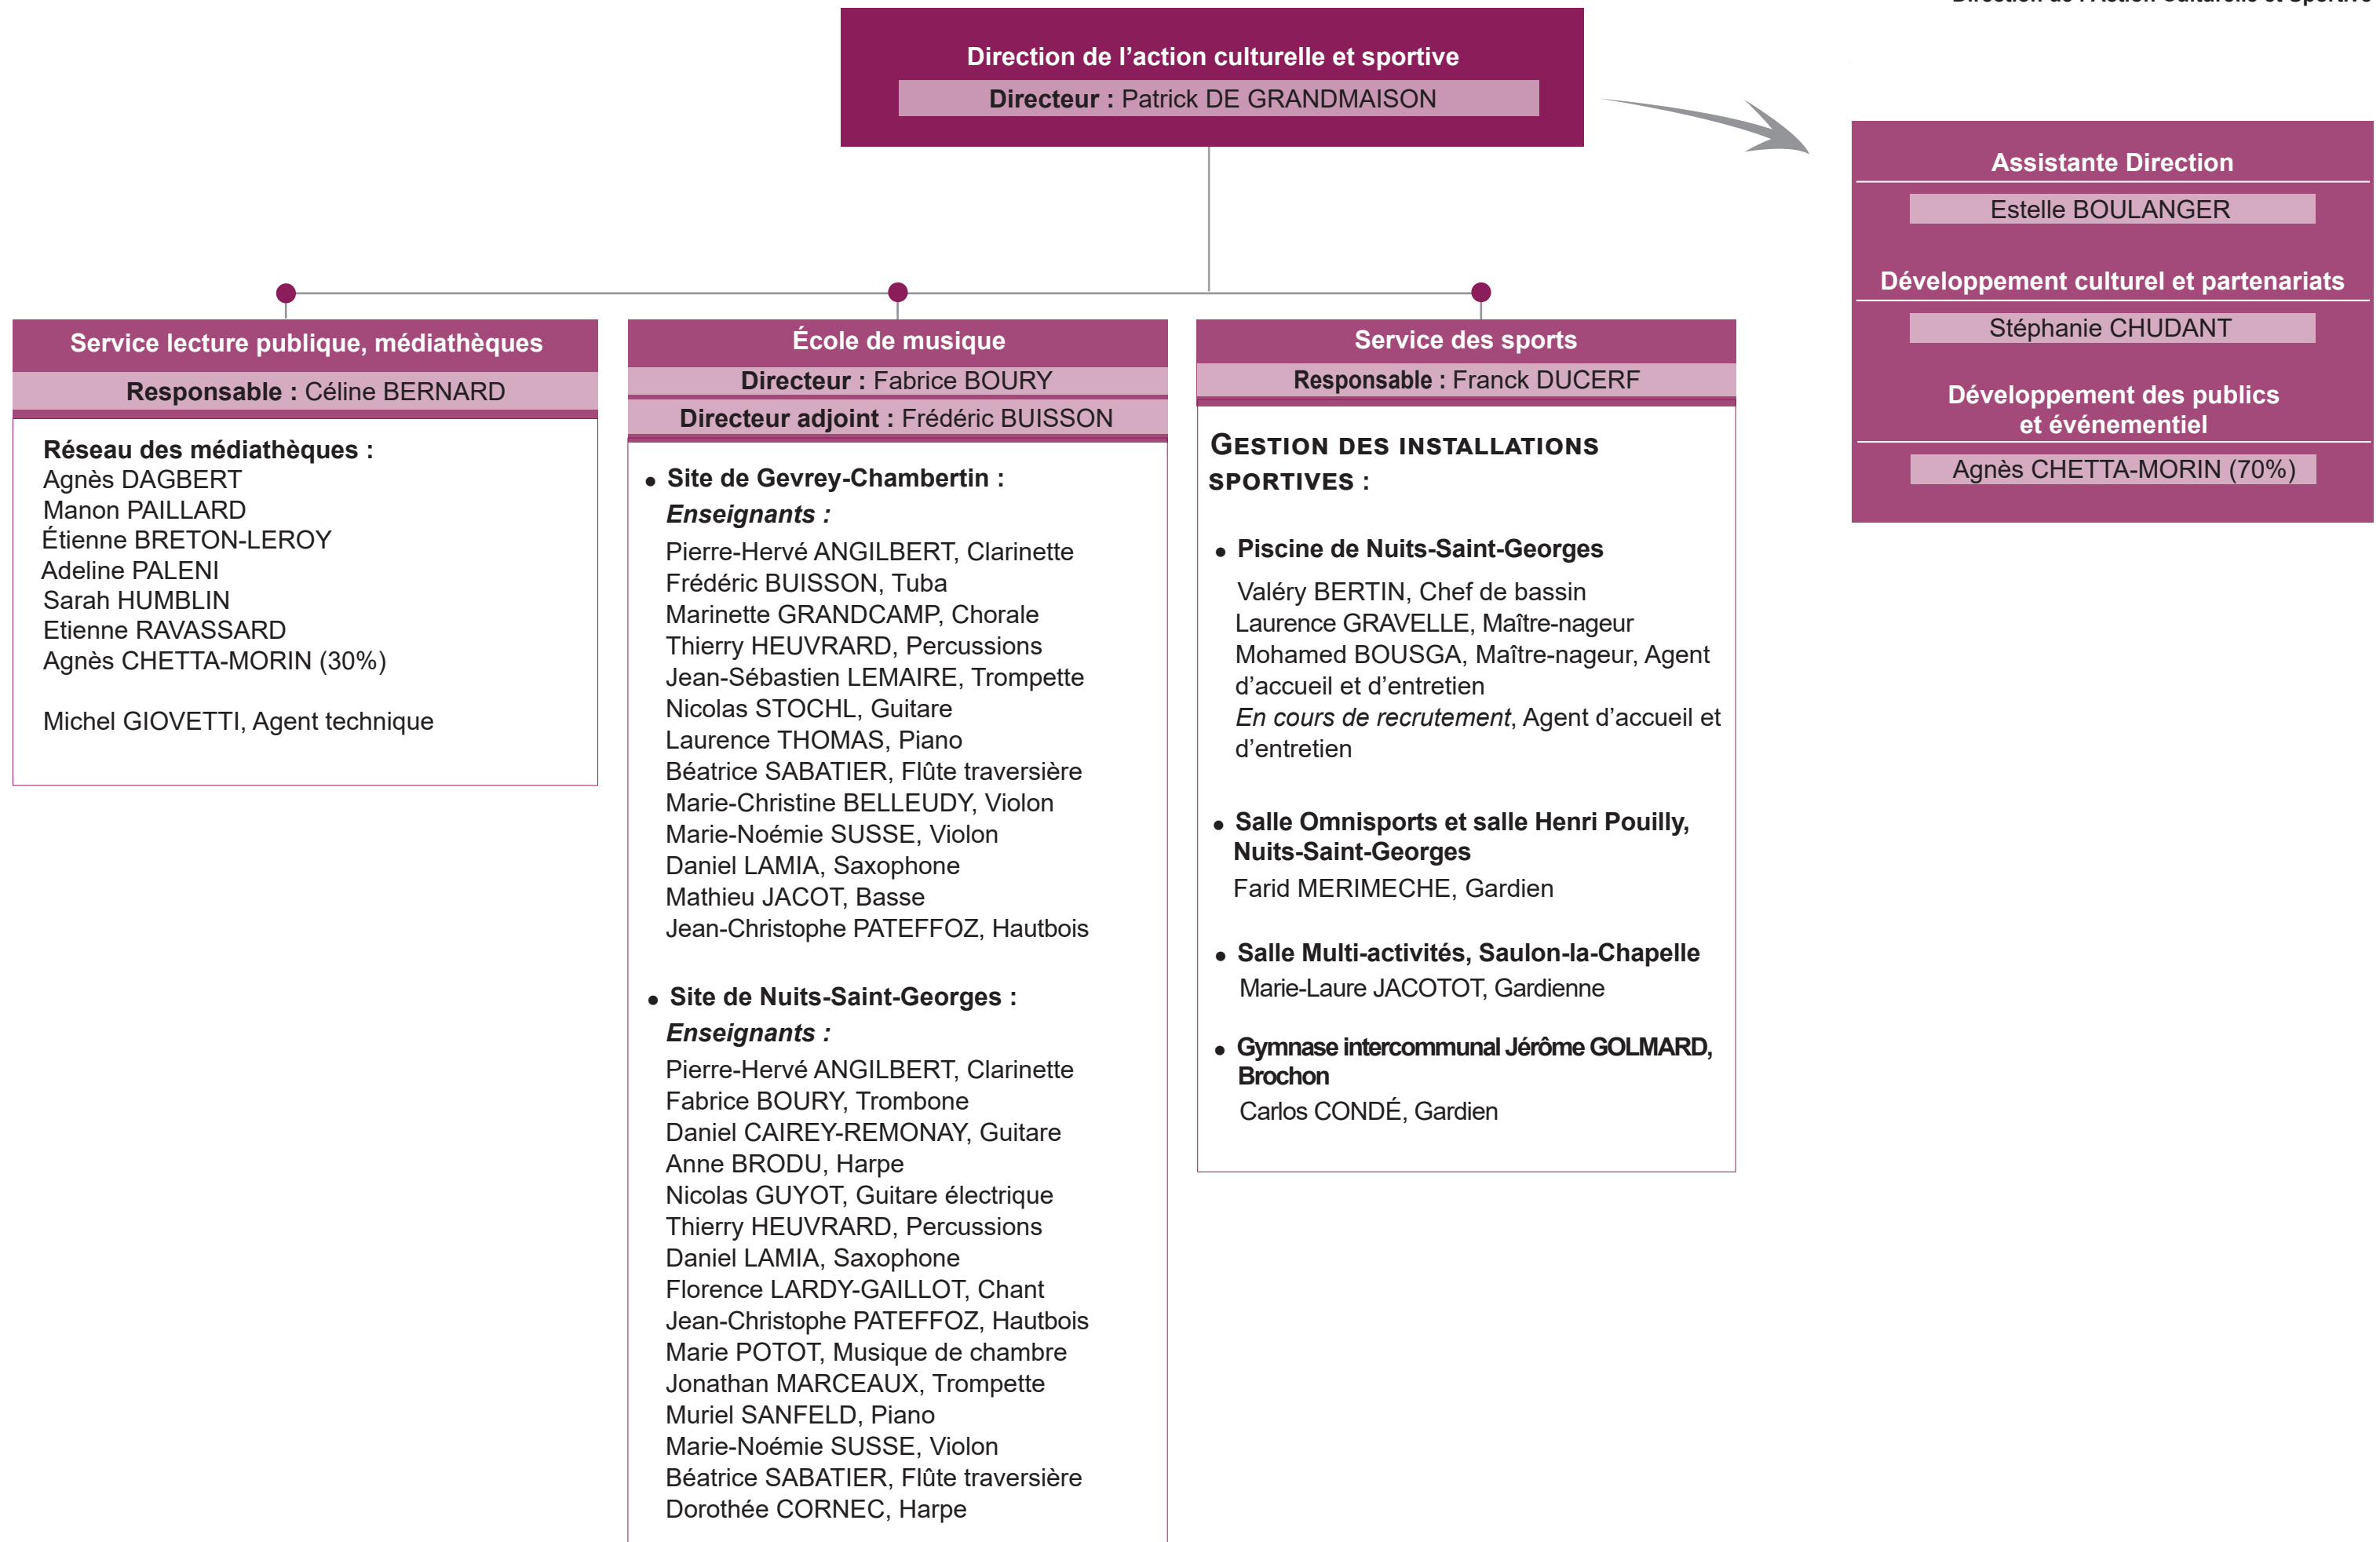 Direction de l'Action Culturelle et Sportive
Direction de l’action culturelle et sportive
Directeur : Patrick DE GRANDMAISON
Assistante Direction
Estelle BOULANGER
Développement culturel et partenariats
Stéphanie CHUDANT
Développement des publics
et événementiel
Agnès CHETTA-MORIN (70%)
Service lecture publique, médiathèques
Responsable : Céline BERNARD
Réseau des médiathèques :
Agnès DAGBERT
Manon PAILLARD
Étienne BRETON-LEROY
Adeline PALENI
Sarah HUMBLIN
Etienne RAVASSARD
Agnès CHETTA-MORIN (30%)
Michel GIOVETTI, Agent technique
École de musique
Directeur : Fabrice BOURY
Directeur adjoint : Frédéric BUISSON
• Site de Gevrey-Chambertin :
Enseignants :
Pierre-Hervé ANGILBERT, Clarinette
Frédéric BUISSON, Tuba
Marinette GRANDCAMP, Chorale
Thierry HEUVRARD, Percussions
Jean-Sébastien LEMAIRE, Trompette
Nicolas STOCHL, Guitare
Laurence THOMAS, Piano
Béatrice SABATIER, Flûte traversière
Marie-Christine BELLEUDY, Violon
Marie-Noémie SUSSE, Violon
Daniel LAMIA, Saxophone
Mathieu JACOT, Basse
Jean-Christophe PATEFFOZ, Hautbois
• Site de Nuits-Saint-Georges :
Enseignants :
Pierre-Hervé ANGILBERT, Clarinette
Fabrice BOURY, Trombone
Daniel CAIREY-REMONAY, Guitare
Anne BRODU, Harpe
Nicolas GUYOT, Guitare électrique
Thierry HEUVRARD, Percussions
Daniel LAMIA, Saxophone
Florence LARDY-GAILLOT, Chant
Jean-Christophe PATEFFOZ, Hautbois
Marie POTOT, Musique de chambre
Jonathan MARCEAUX, Trompette
Muriel SANFELD, Piano
Marie-Noémie SUSSE, Violon
Béatrice SABATIER, Flûte traversière
Dorothée CORNEC, Harpe
Service des sports
Responsable : Franck DUCERF
GESTION DES INSTALLATIONS
SPORTIVES :
• Piscine de Nuits-Saint-Georges
Valéry BERTIN, Chef de bassin
Laurence GRAVELLE, Maître-nageur
Mohamed BOUSGA, Maître-nageur, Agent
d’accueil et d’entretien
En cours de recrutement, Agent d’accueil et
d’entretien
• Salle Omnisports et salle Henri Pouilly,
Nuits-Saint-Georges
Farid MERIMECHE, Gardien
• Salle Multi-activités, Saulon-la-Chapelle
Marie-Laure JACOTOT, Gardienne
• Gymnase intercommunal Jérôme GOLMARD,
Brochon
Carlos CONDÉ, Gardien